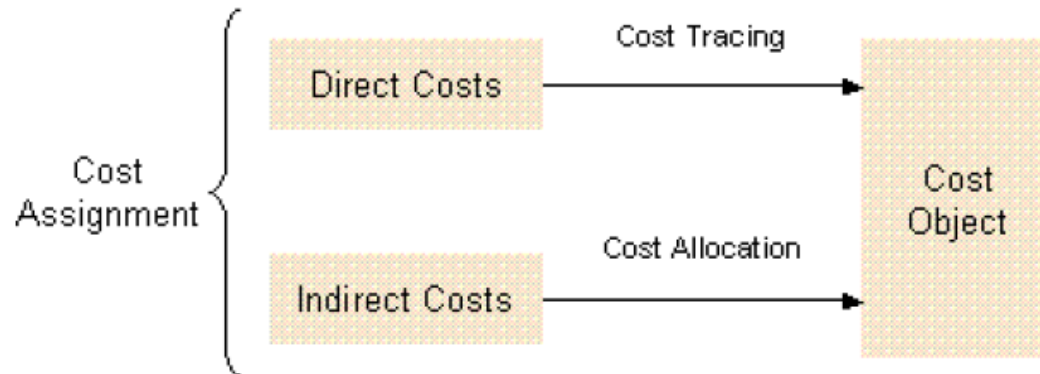 Cost Tracing
Direct Costs
Cost
Assignment
Cost
Object
Cost Allocation
Indirect Costs